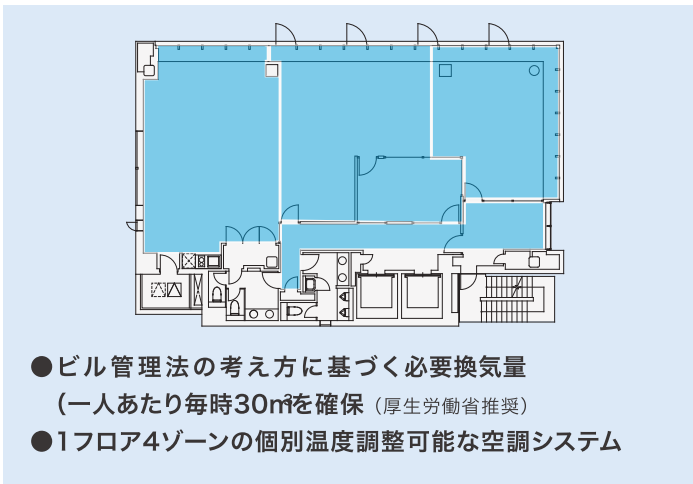 ●ビル管理法の考え方に基づく必要換気量
（一人あたり毎時30m³を確保（厚生労働省推奨）
●1フロア4ゾーンの個別温度調整可能な空調システム